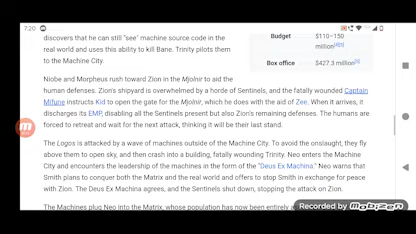 7:20
discovers that he can still "see" machine source code in the
real world and uses this ability to kill Bane. Trinity pilots them
to the Machine City.
Budget $110–150
million[4][5]
Box office $427.3 million[5]
Niobe and Morpheus rush toward Zion in the Mjolnir to aid the
human defenses. Zion's shipyard is overwhelmed by a horde of Sentinels, and the fatally wounded Captain
Mifune instructs Kid to open the gate for the Mjolnir, which he does with the aid of Zee. When it arrives, it
discharges its EMP, disabling all the Sentinels present but also Zion's remaining defenses. The humans are
forced to retreat and wait for the next attack, thinking it will be their last stand.
The Logos is attacked by a wave of machines outside of the Machine City. To avoid the onslaught, they fly
above them to open sky, and then crash into a building, fatally wounding Trinity. Neo enters the Machine
City and encounters the leadership of the machines in the form of the "Deus Ex Machina." Neo warns that
Smith plans to conquer both the Matrix and the real world and offers to stop Smith in exchange for peace
with Zion. The Deus Ex Machina agrees, and the Sentinels shut down, stopping the attack on Zion.
The Machines plug Neo into the Matrix, whose population has now been entirely
Recorded by MOBIZEN